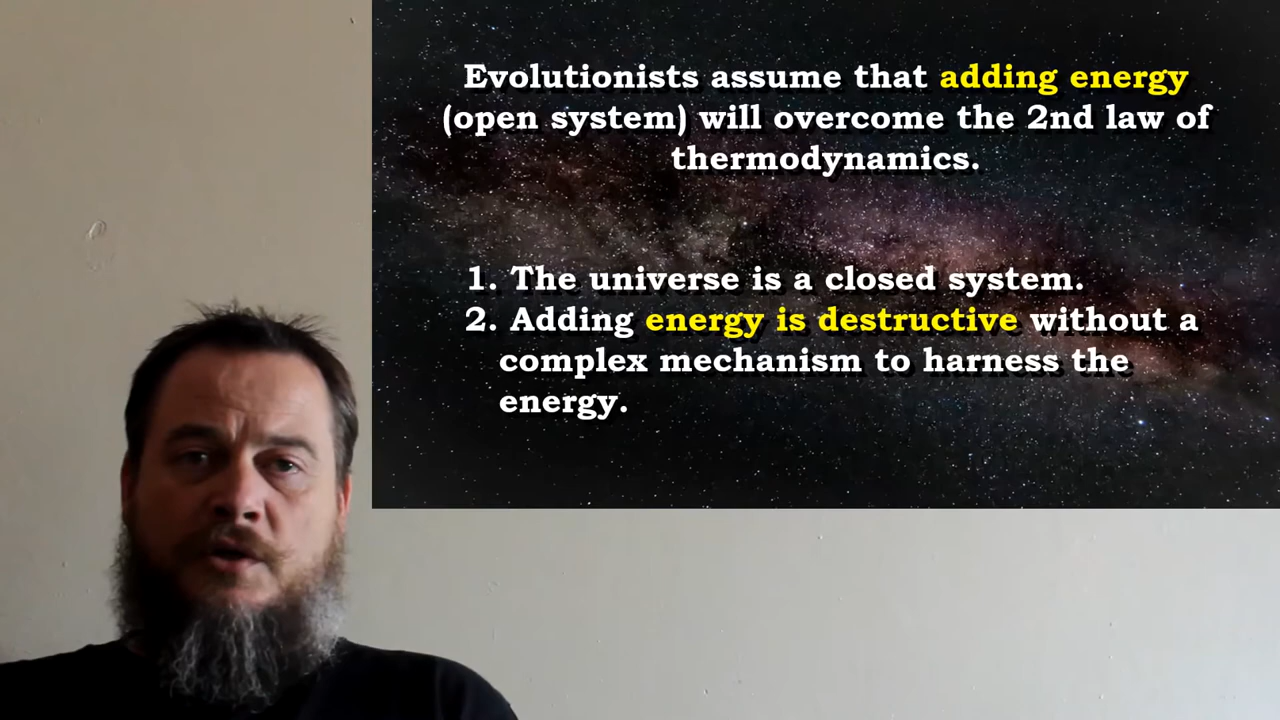 Evolutionists assume that adding energy
(open system) will overcome the 2nd law of
thermodynamics.
1. The universe is a closed system.
2. Adding energy is destructive without a
complex mechanism to harness the
energy.